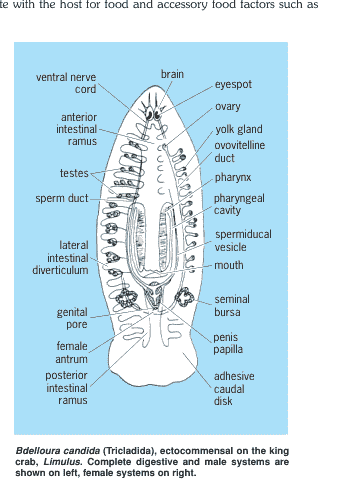 te with the host for food and accessory food factors such as
brain
ventral nerve
cord
eyespot
ovary
anterior
intestinal
ramus
yolk gland
ovovitelline
duct
testes
pharynx
sperm duct
pharyngeal
cavity
spermiducal
vesicle
lateral
intestinal
diverticulum
mouth
seminal
bursa
genital
pore
penis
papilla
female
antrum
posterior
intestinal
ramus
adhesive
caudal
disk
Bdelloura candida (Tricladida), ectocommensal on the king
crab, Limulus. Complete digestive and male systems are
shown on left, female systems on right.